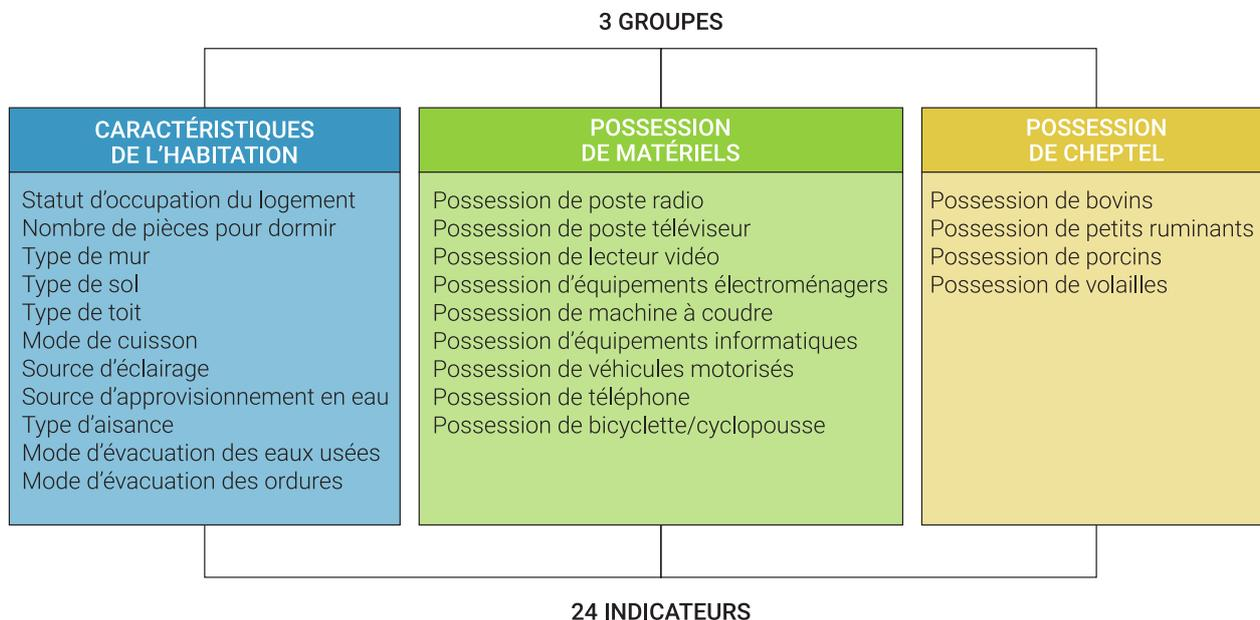 3 GROUPES
CARACTÉRISTIQUES
DE L'HABITATION
Statut d'occupation du logement
Nombre de pièces pour dormir
Type de mur
Type de sol
Type de toit
Mode de cuisson
Source d'éclairage
Source d'approvisionnement en eau
Type d'aisance
Mode d'évacuation des eaux usées
Mode d'évacuation des ordures
POSSESSION
DE MATÉRIELS
Possession de poste radio
Possession de poste téléviseur
Possession de lecteur vidéo
Possession d'équipements électroménagers
Possession de machine à coudre
Possession d'équipements informatiques
Possession de véhicules motorisés
Possession de téléphone
Possession de bicyclette/cyclopousse
POSSESSION
DE CHEPTEL
Possession de bovins
Possession de petits ruminants
Possession de porcins
Possession de volailles
24 INDICATEURS